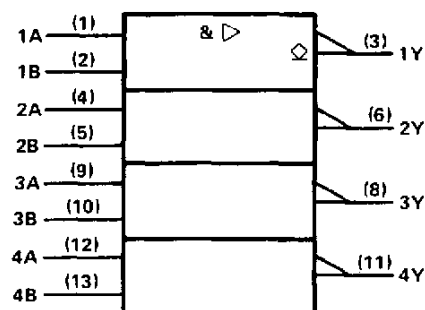 1A (1) & ▷ (3) 1Y
1B (2)
2A (4) (6) 2Y
2B (5)
3A (9) (8) 3Y
3B (10)
4A (12) (11) 4Y
4B (13)